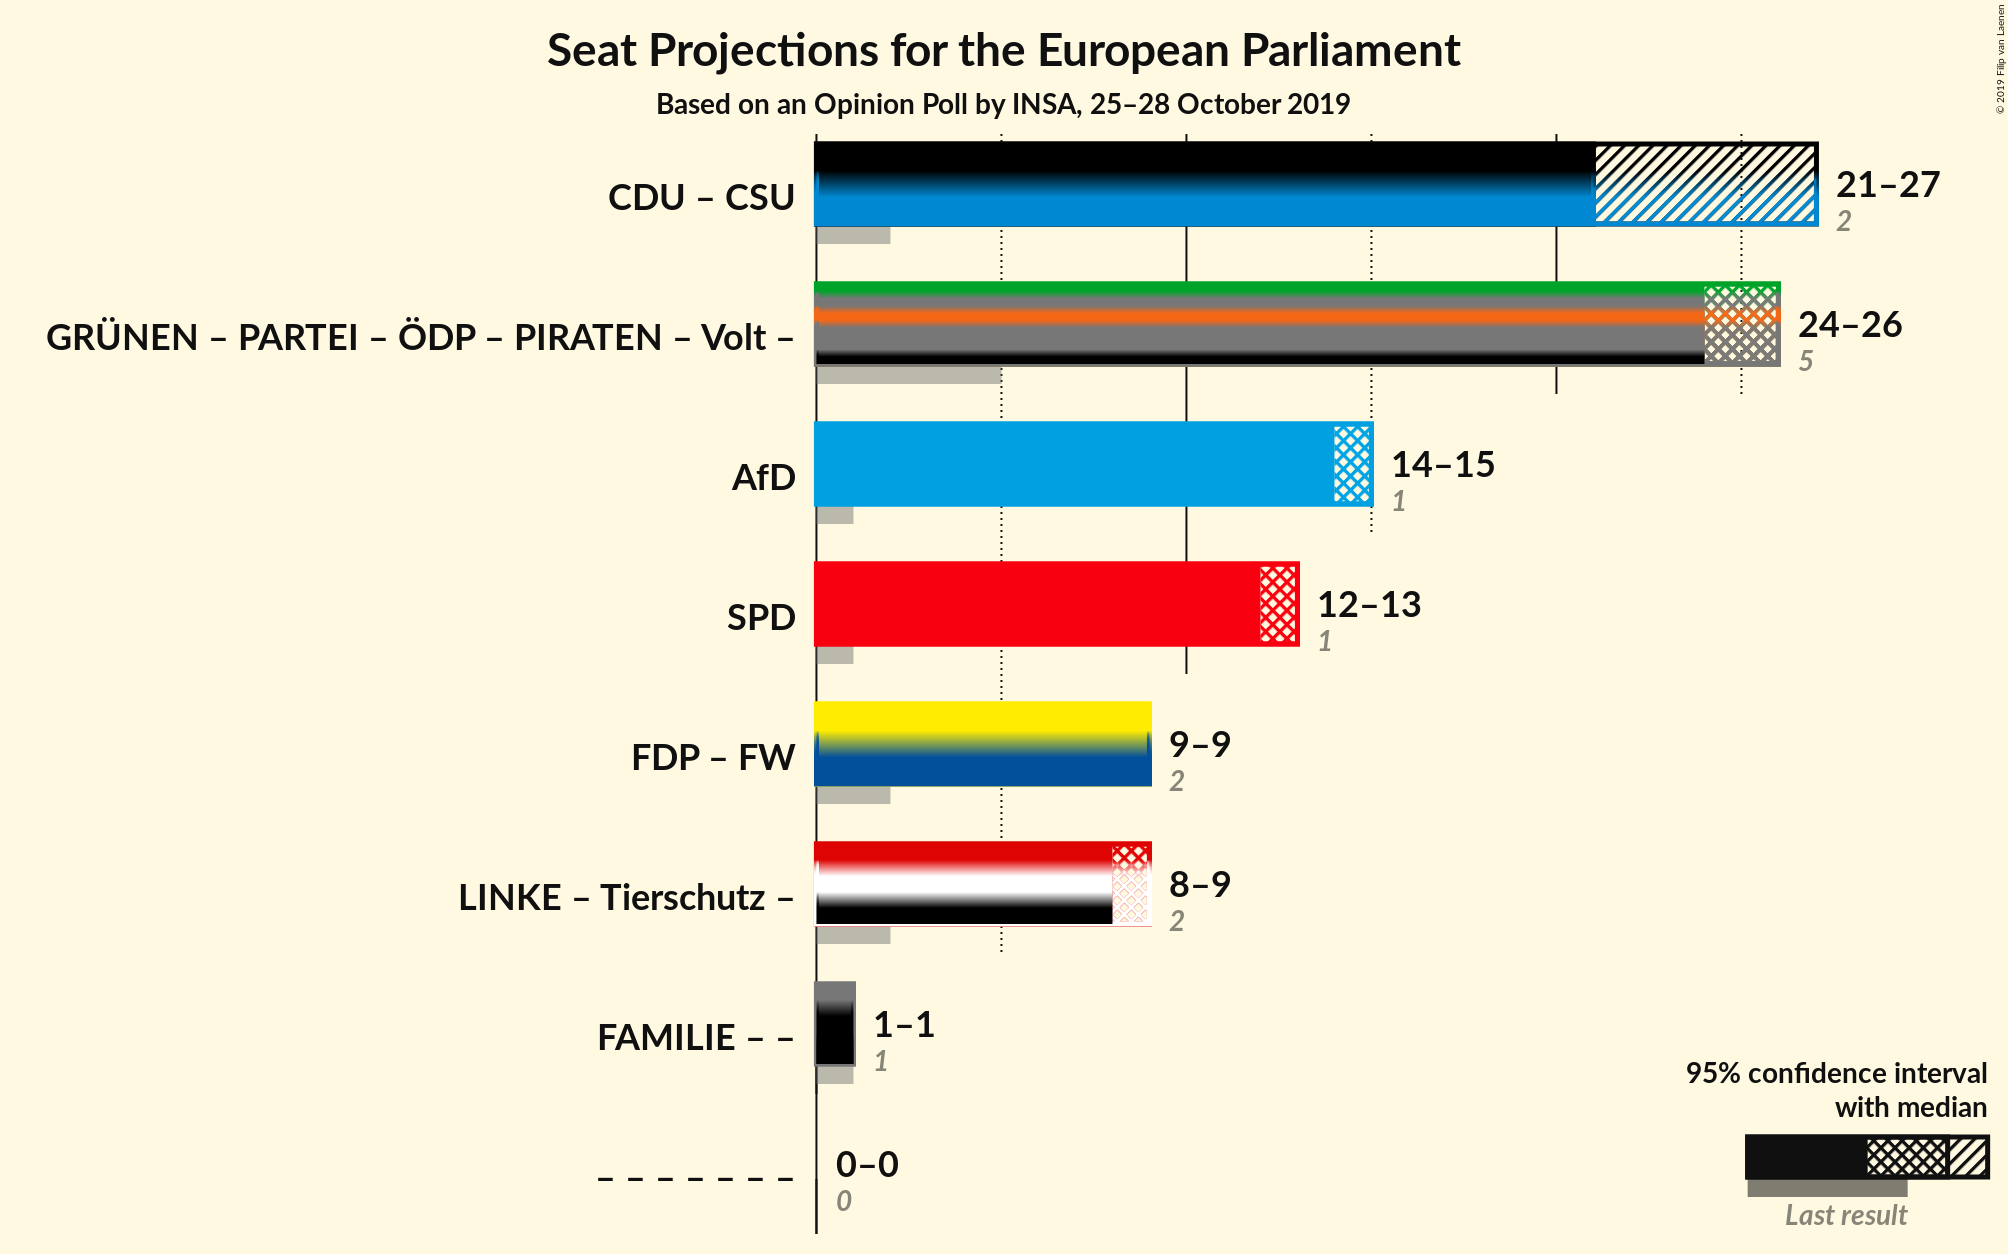 Seat Projections for the European Parliament
Based on an Opinion Poll by INSA, 25–28 October 2019
© 2019 Filip van Laenen
CDU – CSU
21–27
2
GRÜNEN – PARTEI – ÖDP – PIRATEN – Volt –
24–26
5
AfD
14–15
1
SPD
12–13
1
FDP – FW
9–9
2
LINKE – Tierschutz –
8–9
2
FAMILIE – –
1–1
1
– – – – – – –
0–0
0
95% confidence interval
with median
Last result